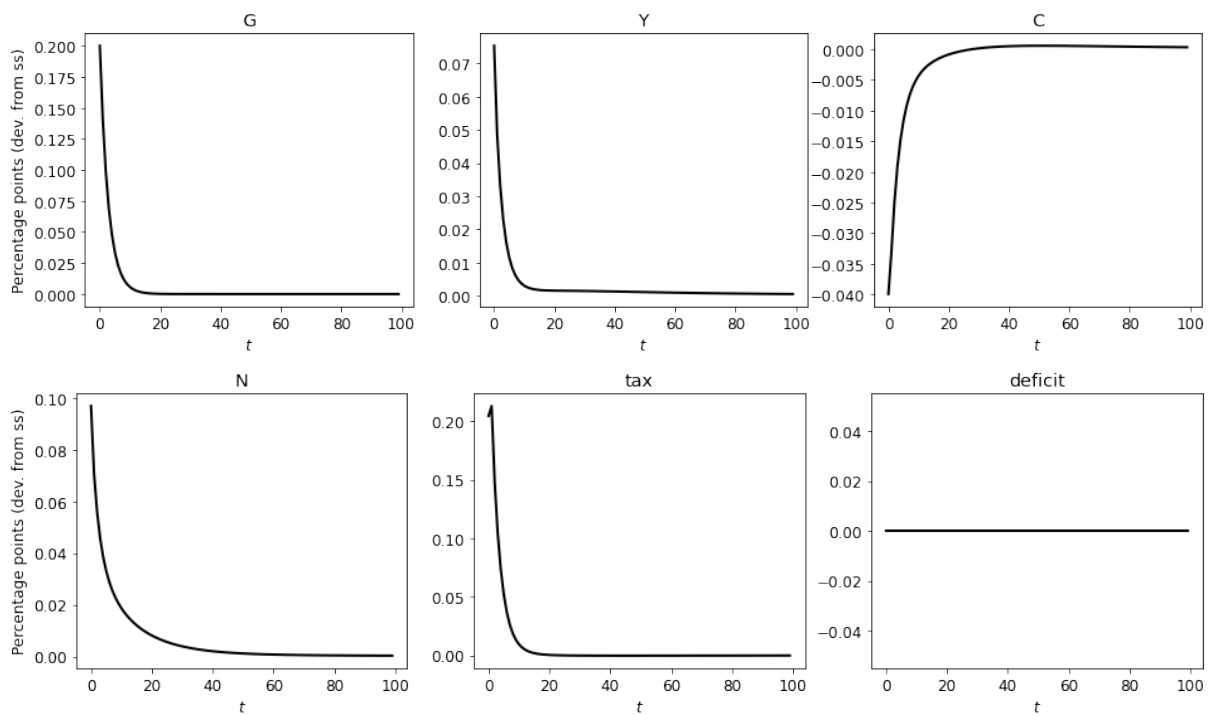 G
Percentage points (dev. from ss)
0.200
0.175
0.150
0.125
0.100
0.075
0.050
0.025
0.000
0 20 40 60 80 100
t
Y
0.07
0.06
0.05
0.04
0.03
0.02
0.01
0.00
0 20 40 60 80 100
t
C
0.000
−0.005
−0.010
−0.015
−0.020
−0.025
−0.030
−0.035
−0.040
0 20 40 60 80 100
t
N
Percentage points (dev. from ss)
0.10
0.08
0.06
0.04
0.02
0.00
0 20 40 60 80 100
t
tax
0.20
0.15
0.10
0.05
0.00
0 20 40 60 80 100
t
deficit
0.04
0.02
0.00
−0.02
−0.04
0 20 40 60 80 100
t